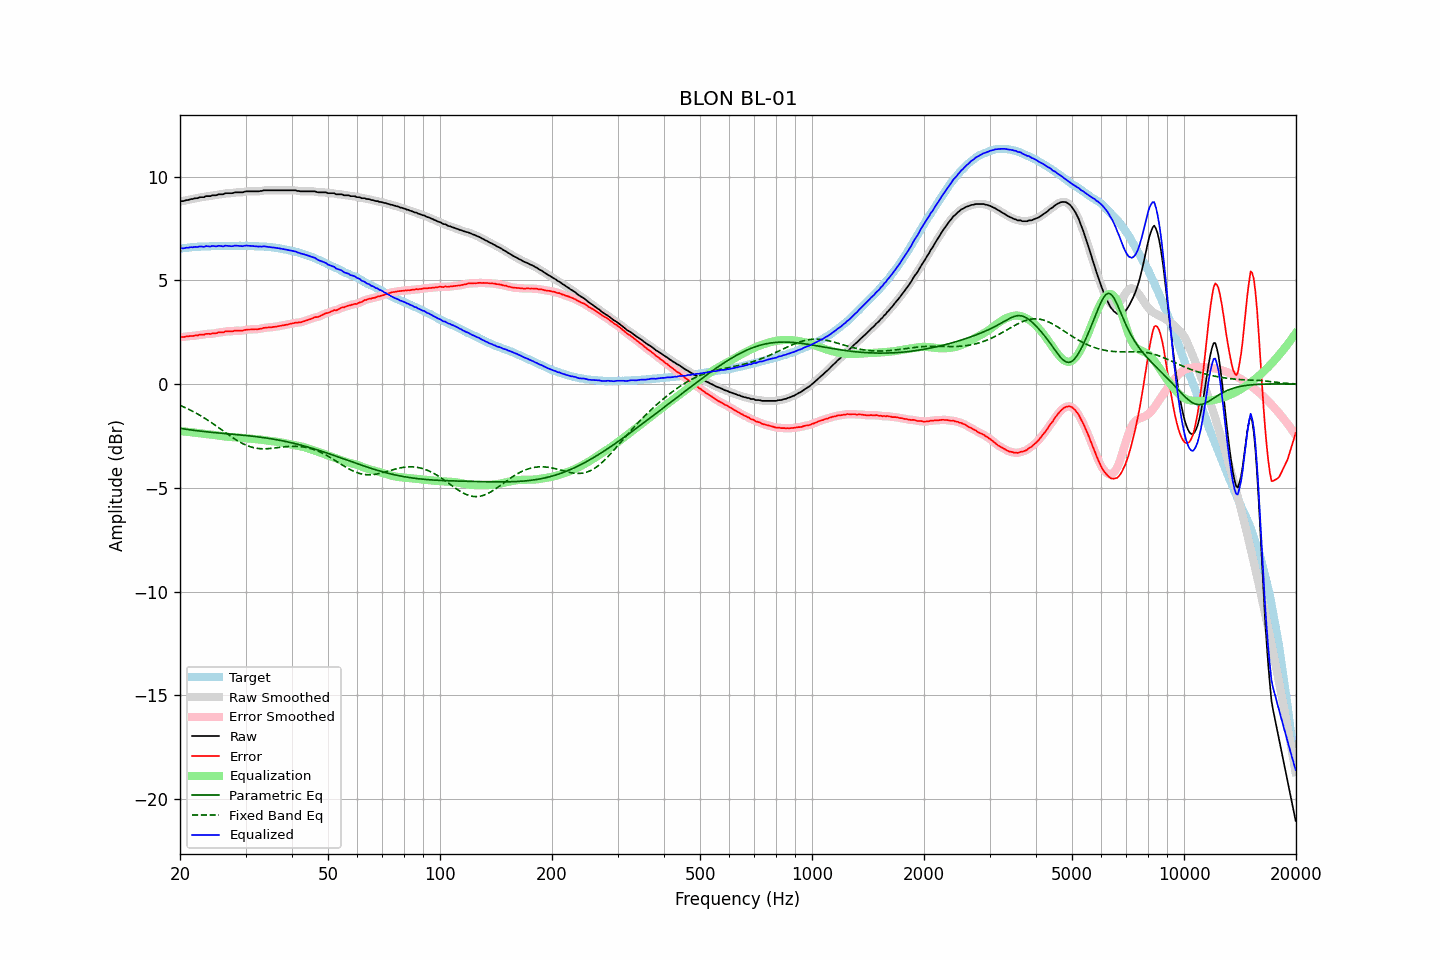 BLON BL-01
Amplitude (dBr)
10
5
0
−5
−10
−15
−20
Target
Raw Smoothed
Error Smoothed
Raw
Error
Equalization
Parametric Eq
Fixed Band Eq
Equalized
20 50 100 200 500 1000 2000 5000 10000 20000
Frequency (Hz)